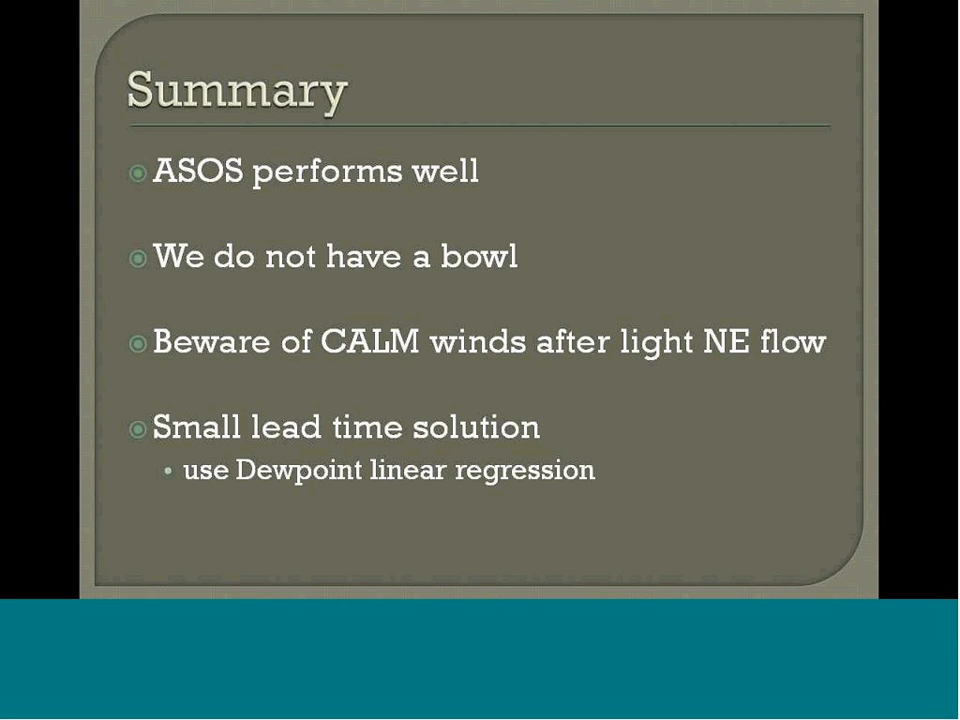 Summary
ASOS performs well
We do not have a bowl
Beware of CALM winds after light NE flow
Small lead time solution
• use Dewpoint linear regression